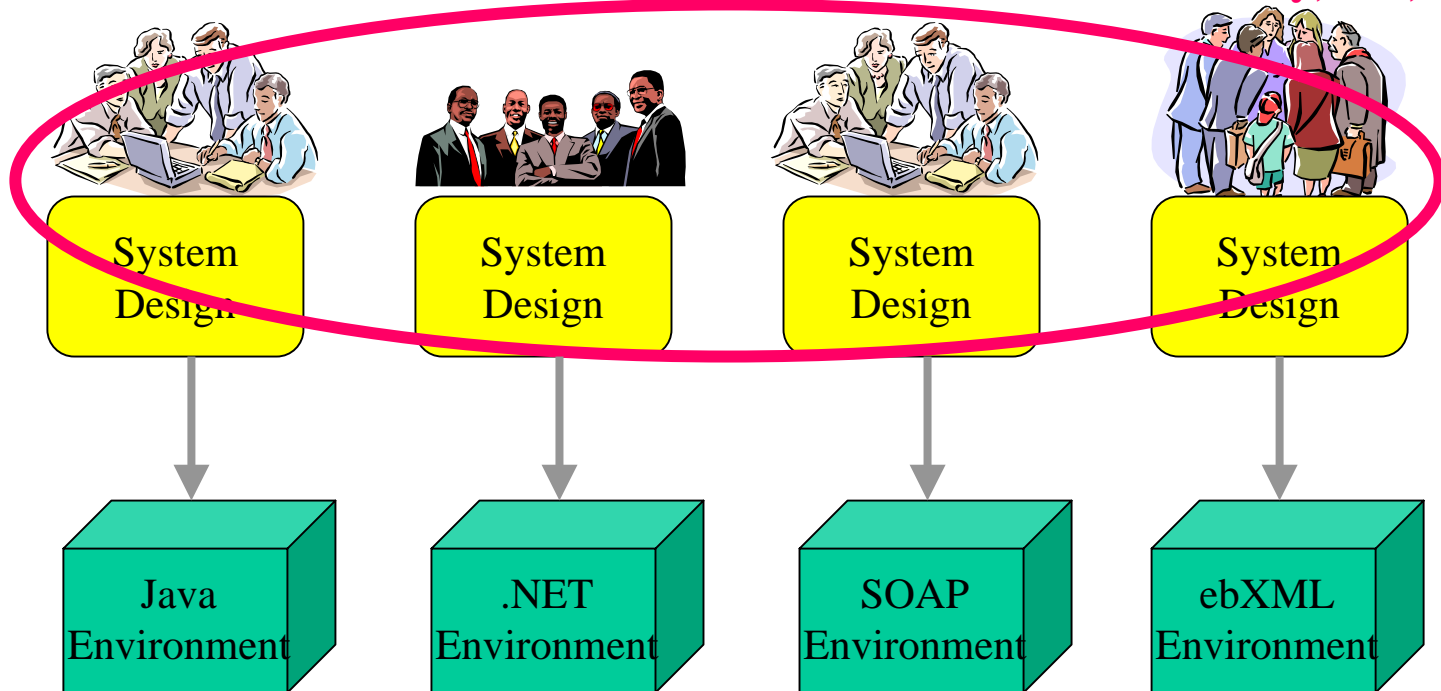 System
Design
System
Design
System
Design
System
Design
Java
Environment
.NET
Environment
SOAP
Environment
ebXML
Environment